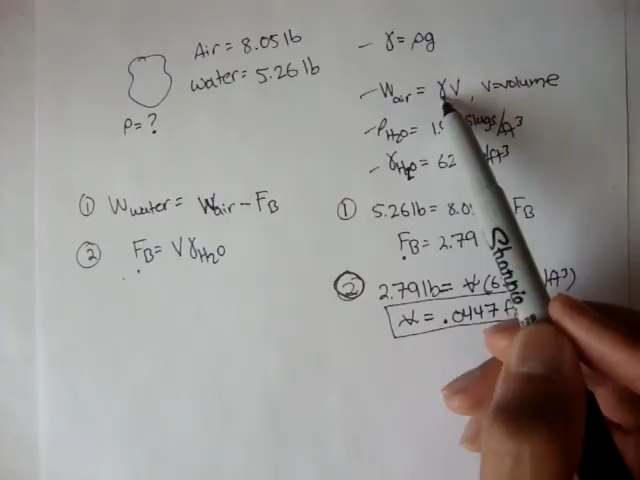 Air = 8.05 lb
water = 5.26 lb
ρ = ?
- γ = ρg
- Wair = γV, V=volume
- ρH2O = 1.9 slugs/ft³
- γH2O = 62 /ft³
① Wwater = Wair - FB
② FB = VγH2O
① 5.26 lb = 8.0 FB
FB = 2.79
② 2.79 lb = V(6 /ft³)
V = .0447 f
Sharpie